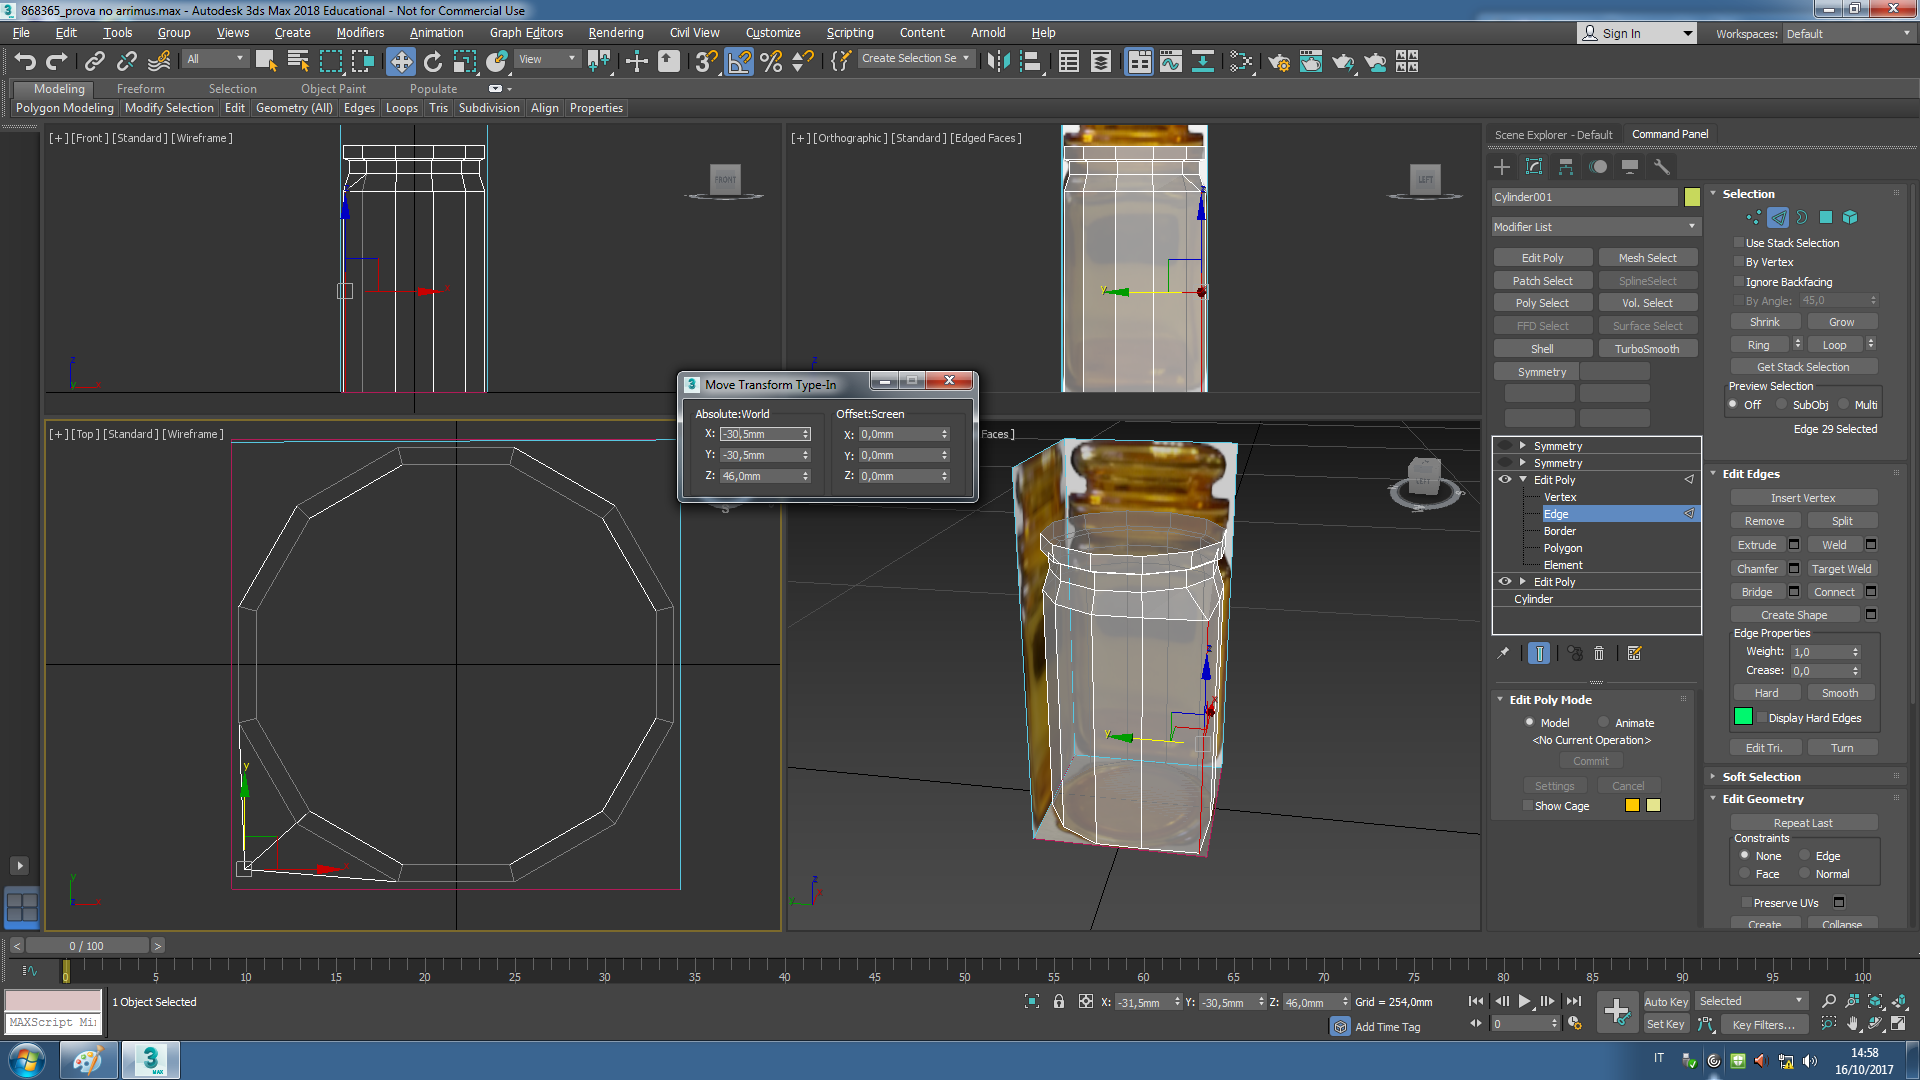 868365_prova no arrimus.max - Autodesk 3ds Max 2018 Educational - Not for Commercial Use
File Edit Tools Group Views Create Modifiers Animation Graph Editors Rendering Civil View Customize Scripting Content Arnold Help
Sign In Workspaces: Default
All View Create Selection Se
Modeling Freeform Selection Object Paint Populate
Polygon Modeling Modify Selection Edit Geometry (All) Edges Loops Tris Subdivision Align Properties
[+] [Front] [Standard] [Wireframe]
FRONT
[+] [Orthographic] [Standard] [Edged Faces]
LEFT
[+] [Top] [Standard] [Wireframe]
Faces]
LEFT
Move Transform Type-In
Absolute:World Offset:Screen
X: -30,5mm X: 0,0mm
Y: -30,5mm Y: 0,0mm
Z: 46,0mm Z: 0,0mm
Scene Explorer - Default Command Panel
Cylinder001
Modifier List
Edit Poly Mesh Select
Patch Select SplineSelect
Poly Select Vol. Select
FFD Select Surface Select
Shell TurboSmooth
Symmetry
Symmetry
Symmetry
Edit Poly
Vertex
Edge
Border
Polygon
Element
Edit Poly
Cylinder
Edit Poly Mode
Model Animate
<No Current Operation>
Commit
Settings Cancel
Show Cage
Selection
Use Stack Selection
By Vertex
Ignore Backfacing
By Angle: 45,0
Shrink Grow
Ring Loop
Get Stack Selection
Preview Selection
Off SubObj Multi
Edge 29 Selected
Edit Edges
Insert Vertex
Remove Split
Extrude Weld
Chamfer Target Weld
Bridge Connect
Create Shape
Edge Properties
Weight: 1,0
Crease: 0,0
Hard Smooth
Display Hard Edges
Edit Tri. Turn
Soft Selection
Edit Geometry
Repeat Last
Constraints
None Edge
Face Normal
Preserve UVs
Create Collapse
< 0 / 100 >
0 5 10 15 20 25 30 35 40 45 50 55 60 65 70 75 80 85 90 95 100
1 Object Selected
X: -31,5mm Y: -30,5mm Z: 46,0mm Grid = 254,0mm
Add Time Tag
0
Auto Key Selected
Set Key Key Filters...
MAXScript Mi
3 MAX
IT
14:58
16/10/2017